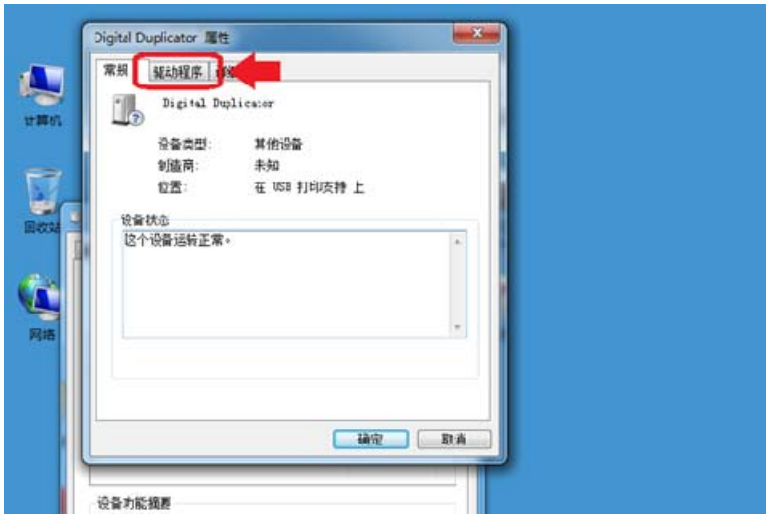 Digital Duplicator 属性
常规
驱动程序
Digital Duplicator
设备类型: 其他设备
制造商: 未知
位置: 在 USB 打印支持 上
设备状态
这个设备运转正常。
确定
取消
计算机
回收站
网络
设备功能摘要